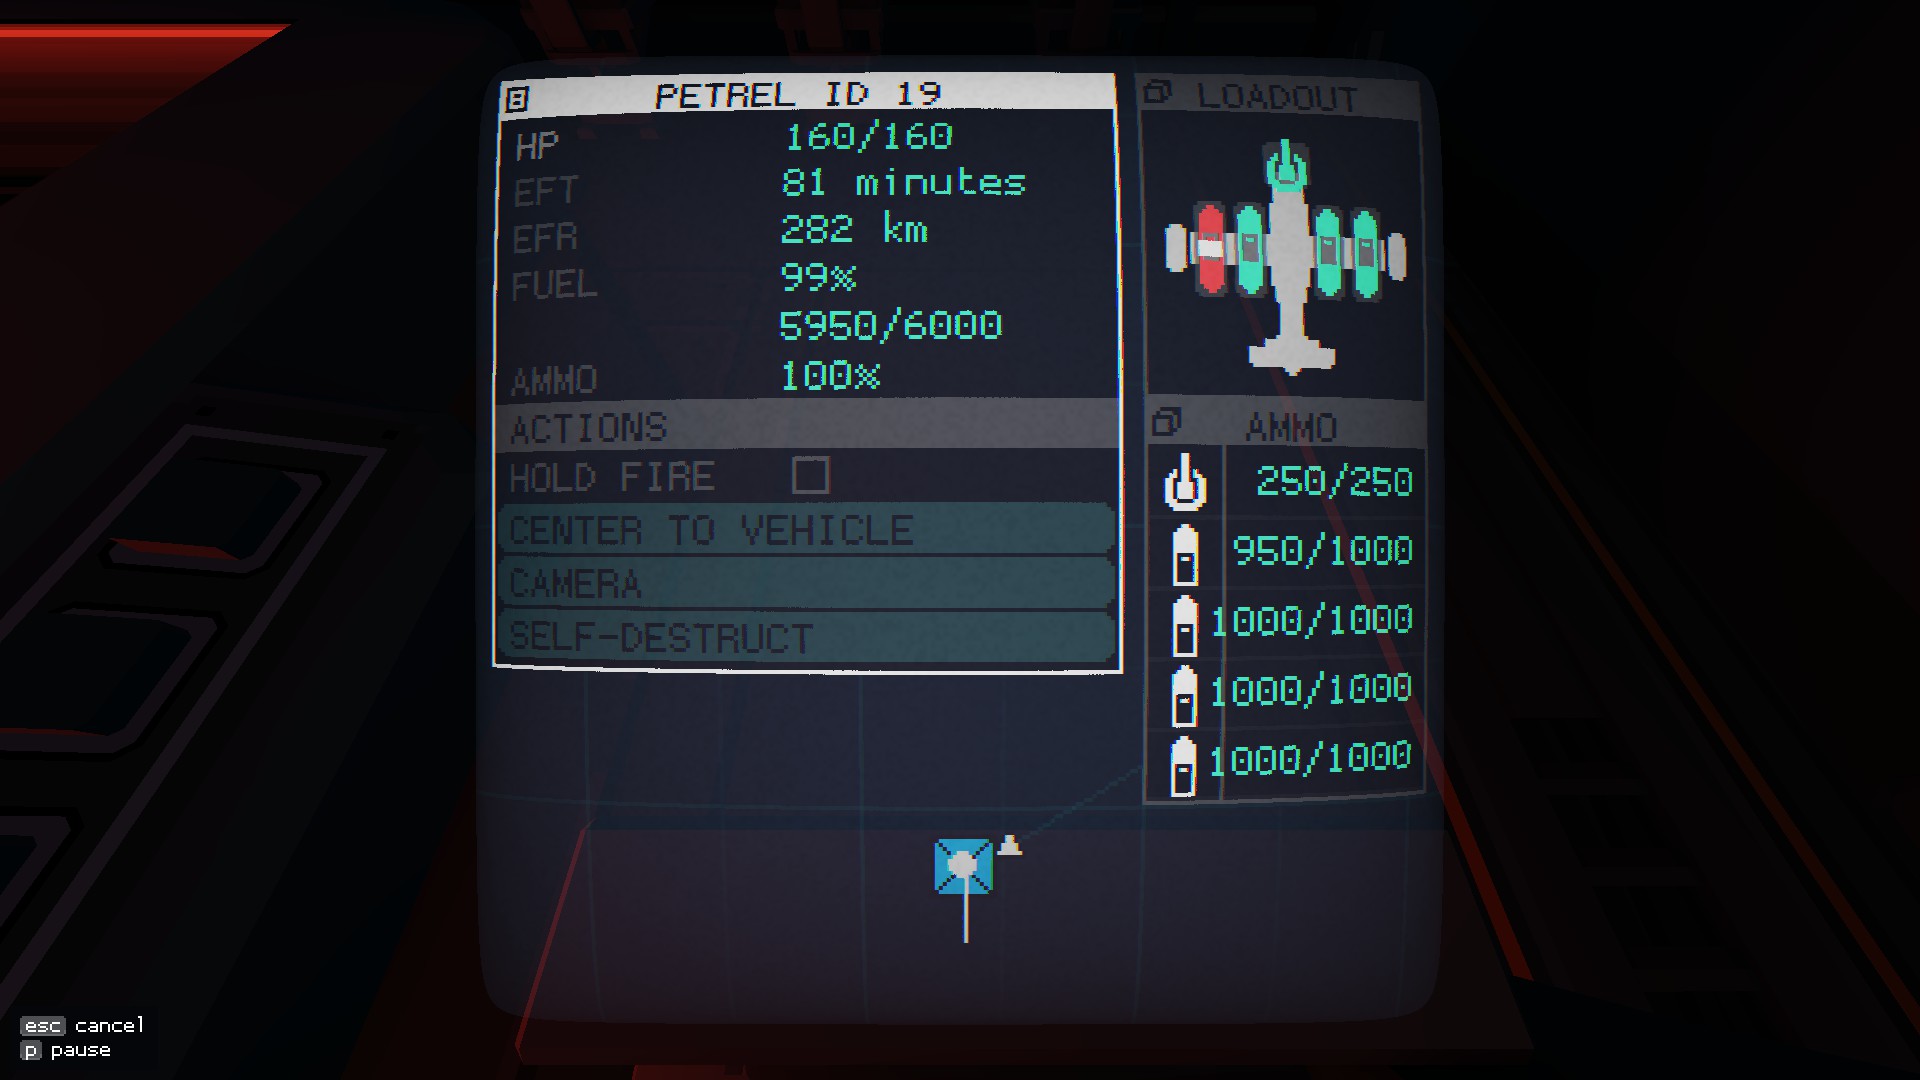 PETREL ID 19
HP 160/160
EFT 81 minutes
EFR 282 km
FUEL 99%
5950/6000
AMMO 100%
ACTIONS
HOLD FIRE
CENTER TO VEHICLE
CAMERA
SELF-DESTRUCT
LOADOUT
AMMO
250/250
950/1000
1000/1000
1000/1000
1000/1000
esc cancel
p pause